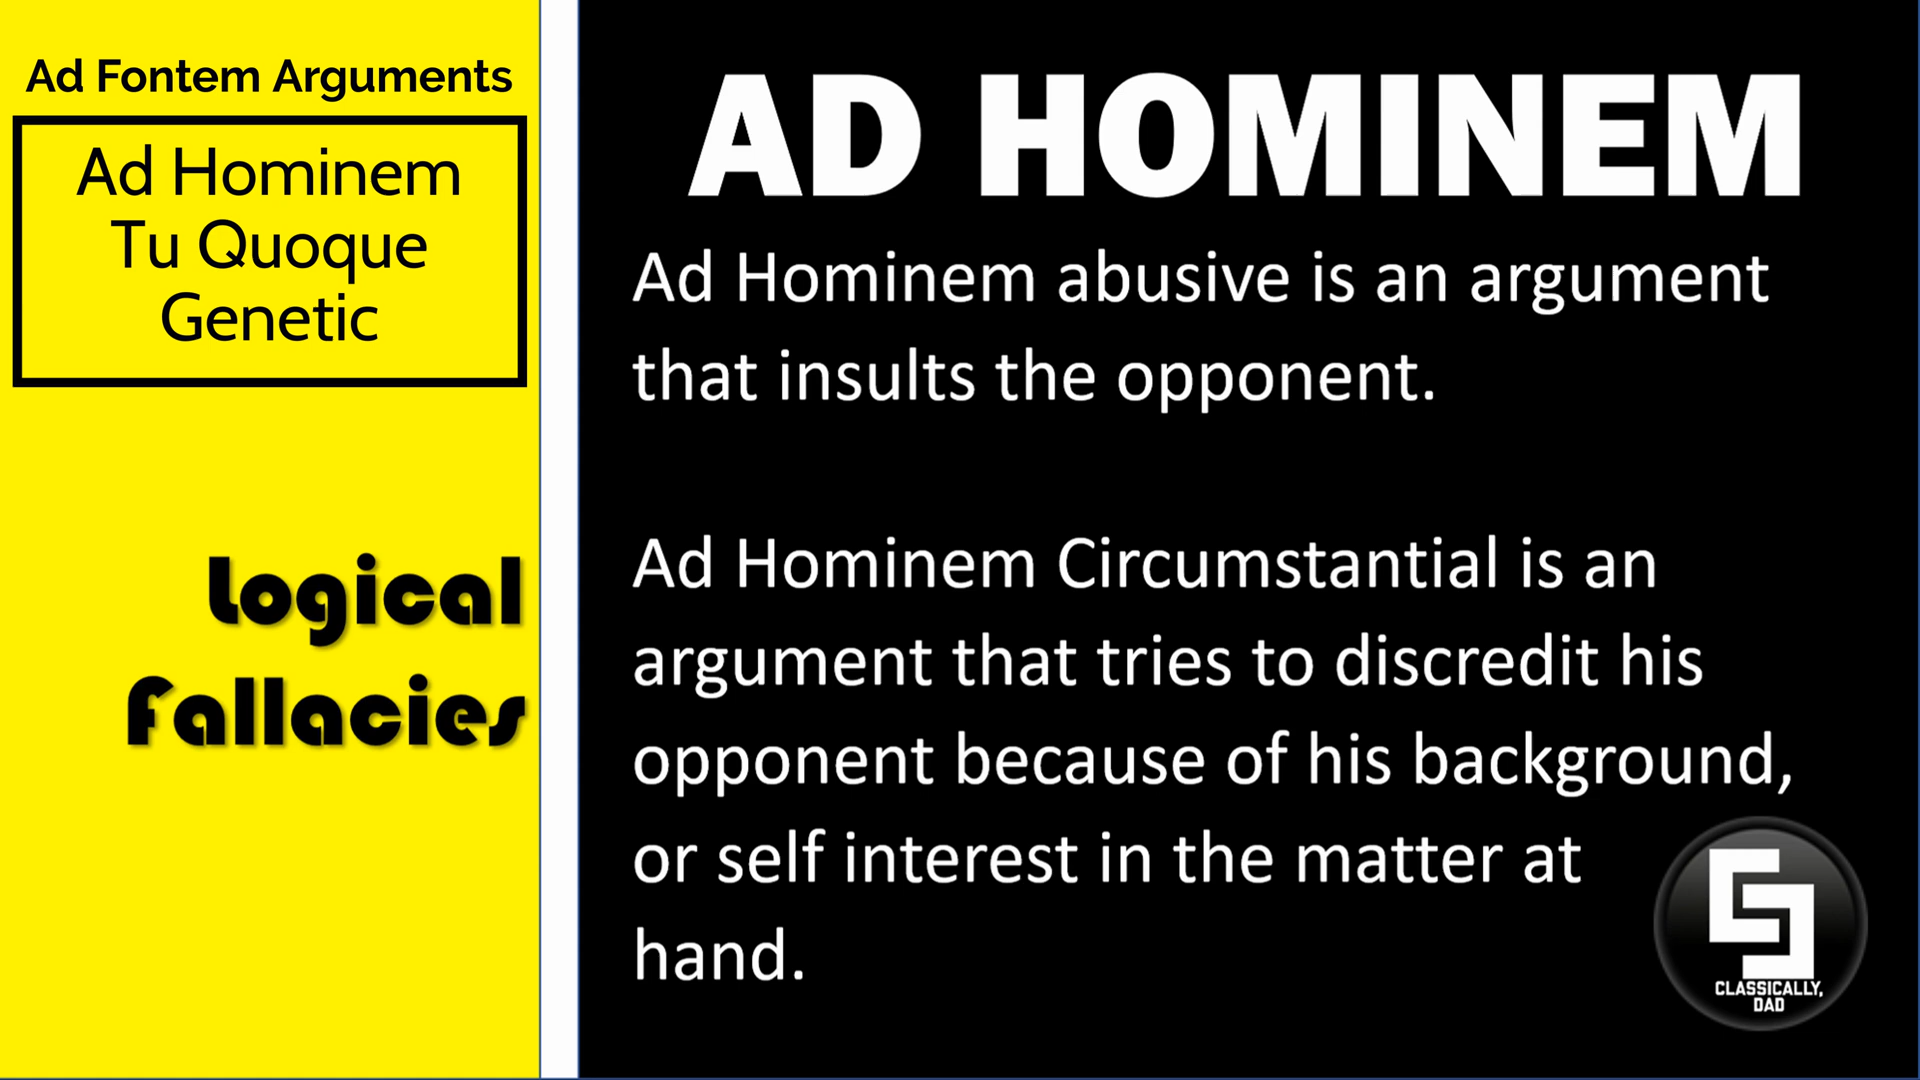 Ad Fontem Arguments
Ad Hominem
Tu Quoque
Genetic
Logical
Fallacies
AD HOMINEM
Ad Hominem abusive is an argument
that insults the opponent.
Ad Hominem Circumstantial is an
argument that tries to discredit his
opponent because of his background,
or self interest in the matter at
hand.
CLASSICALLY,
DAD